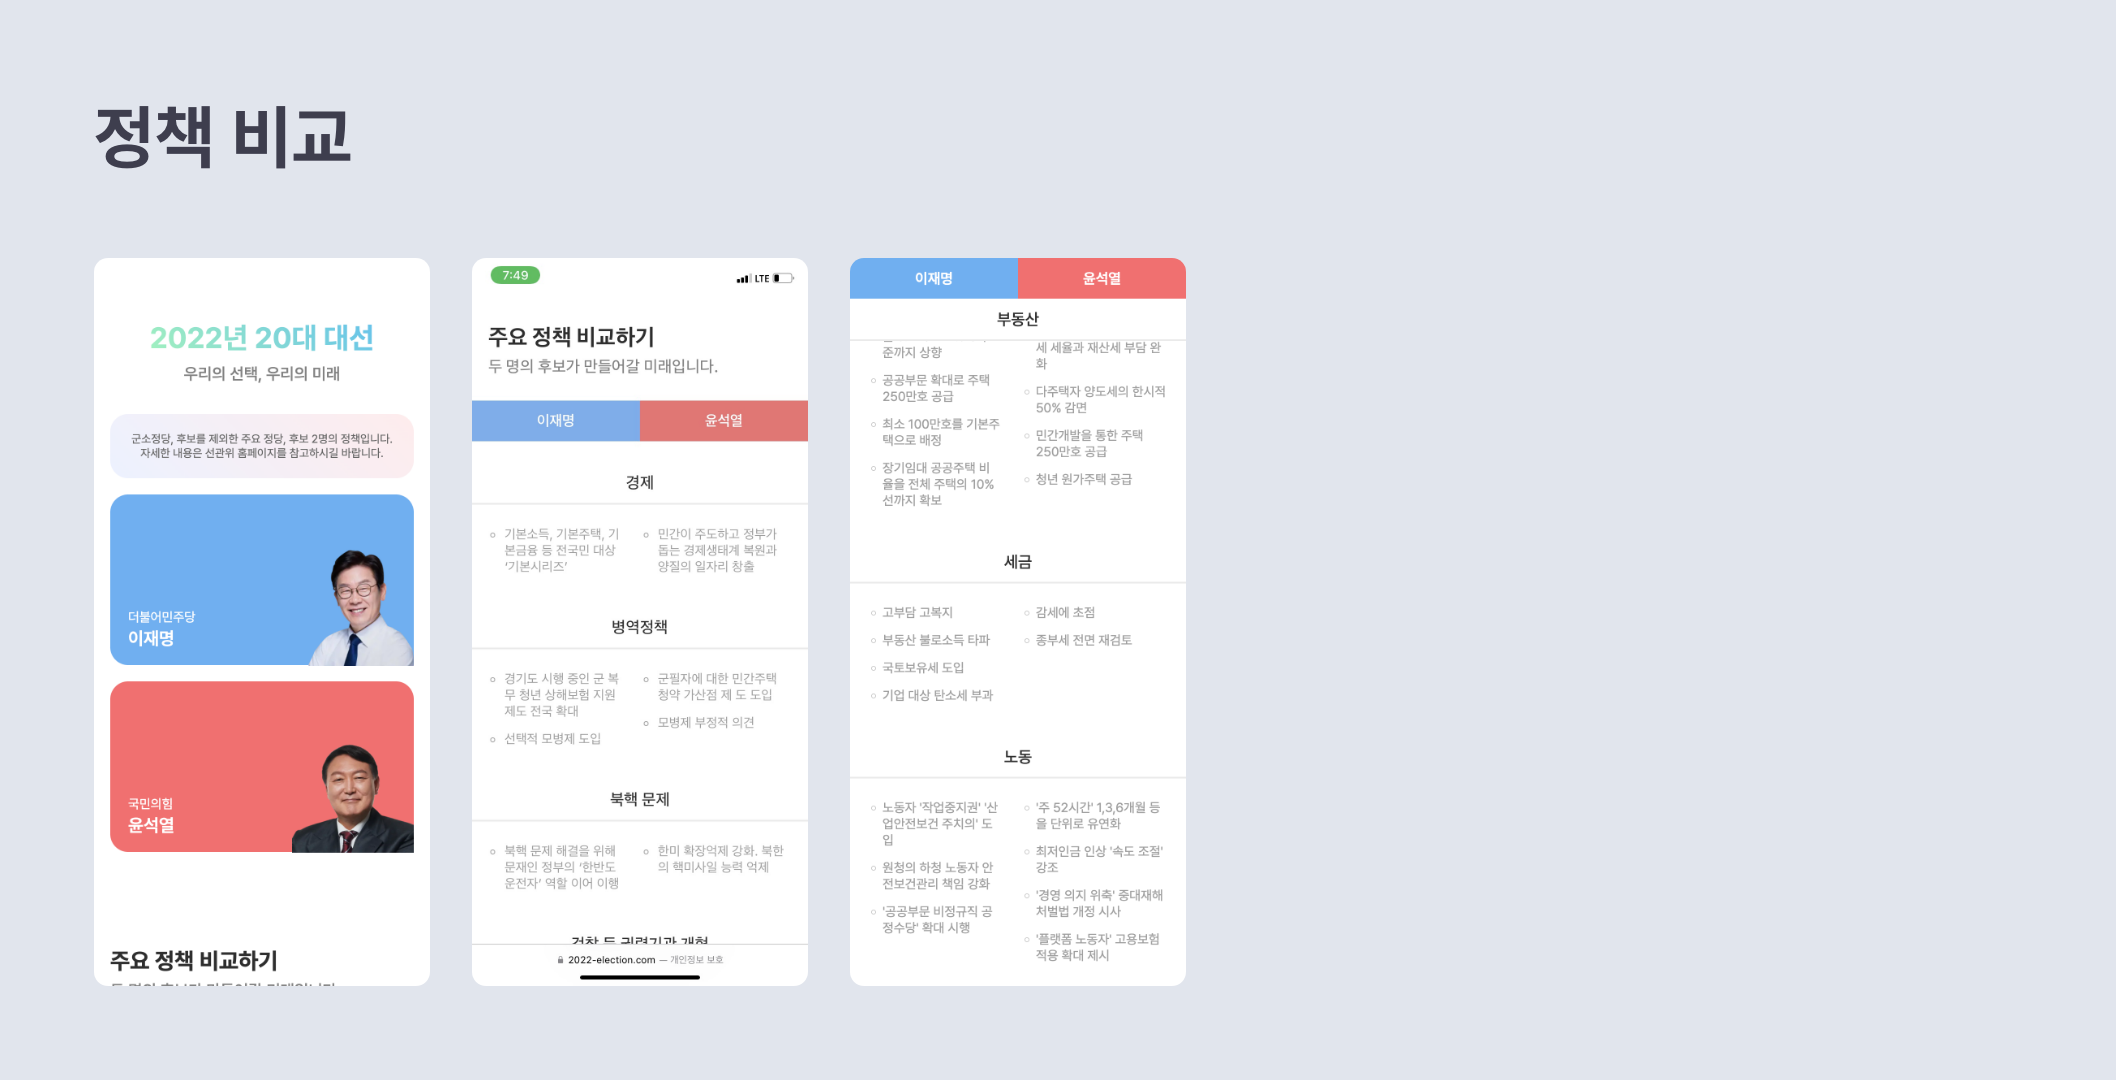 정책 비교
2022년 20대 대선
우리의 선택, 우리의 미래
군소정당, 후보를 제외한 주요 정당, 후보 2명의 정책입니다.
자세한 내용은 선관위 홈페이지를 참고하시길 바랍니다.
더불어민주당
이재명
국민의힘
윤석열
주요 정책 비교하기
7:49
LTE
주요 정책 비교하기
두 명의 후보가 만들어갈 미래입니다.
이재명
윤석열
경제
기본소득, 기본주택, 기
본금융 등 전국민 대상
‘기본시리즈’
민간이 주도하고 정부가
돕는 경제생태계 복원과
양질의 일자리 창출
병역정책
경기도 시행 중인 군 복
무 청년 상해보험 지원
제도 전국 확대
선택적 모병제 도입
군필자에 대한 민간주택
청약 가산점 제 도 도입
모병제 부정적 의견
북핵 문제
북핵 문제 해결을 위해
문재인 정부의 ‘한반도
운전자’ 역할 이어 이행
한미 확장억제 강화. 북한
의 핵미사일 능력 억제
2022-election.com — 개인정보 보호
이재명
윤석열
부동산
준까지 상향
공공부문 확대로 주택
250만호 공급
최소 100만호를 기본주
택으로 배정
장기임대 공공주택 비
율을 전체 주택의 10%
선까지 확보
세 세율과 재산세 부담 완
화
다주택자 양도세의 한시적
50% 감면
민간개발을 통한 주택
250만호 공급
청년 원가주택 공급
세금
고부담 고복지
부동산 불로소득 타파
국토보유세 도입
기업 대상 탄소세 부과
감세에 초점
종부세 전면 재검토
노동
노동자 '작업중지권' '산
업안전보건 주치의' 도
입
원청의 하청 노동자 안
전보건관리 책임 강화
'공공부문 비정규직 공
정수당' 확대 시행
'주 52시간' 1,3,6개월 등
을 단위로 유연화
최저임금 인상 '속도 조절'
강조
'경영 의지 위축' 중대재해
처벌법 개정 시사
'플랫폼 노동자' 고용보험
적용 확대 제시